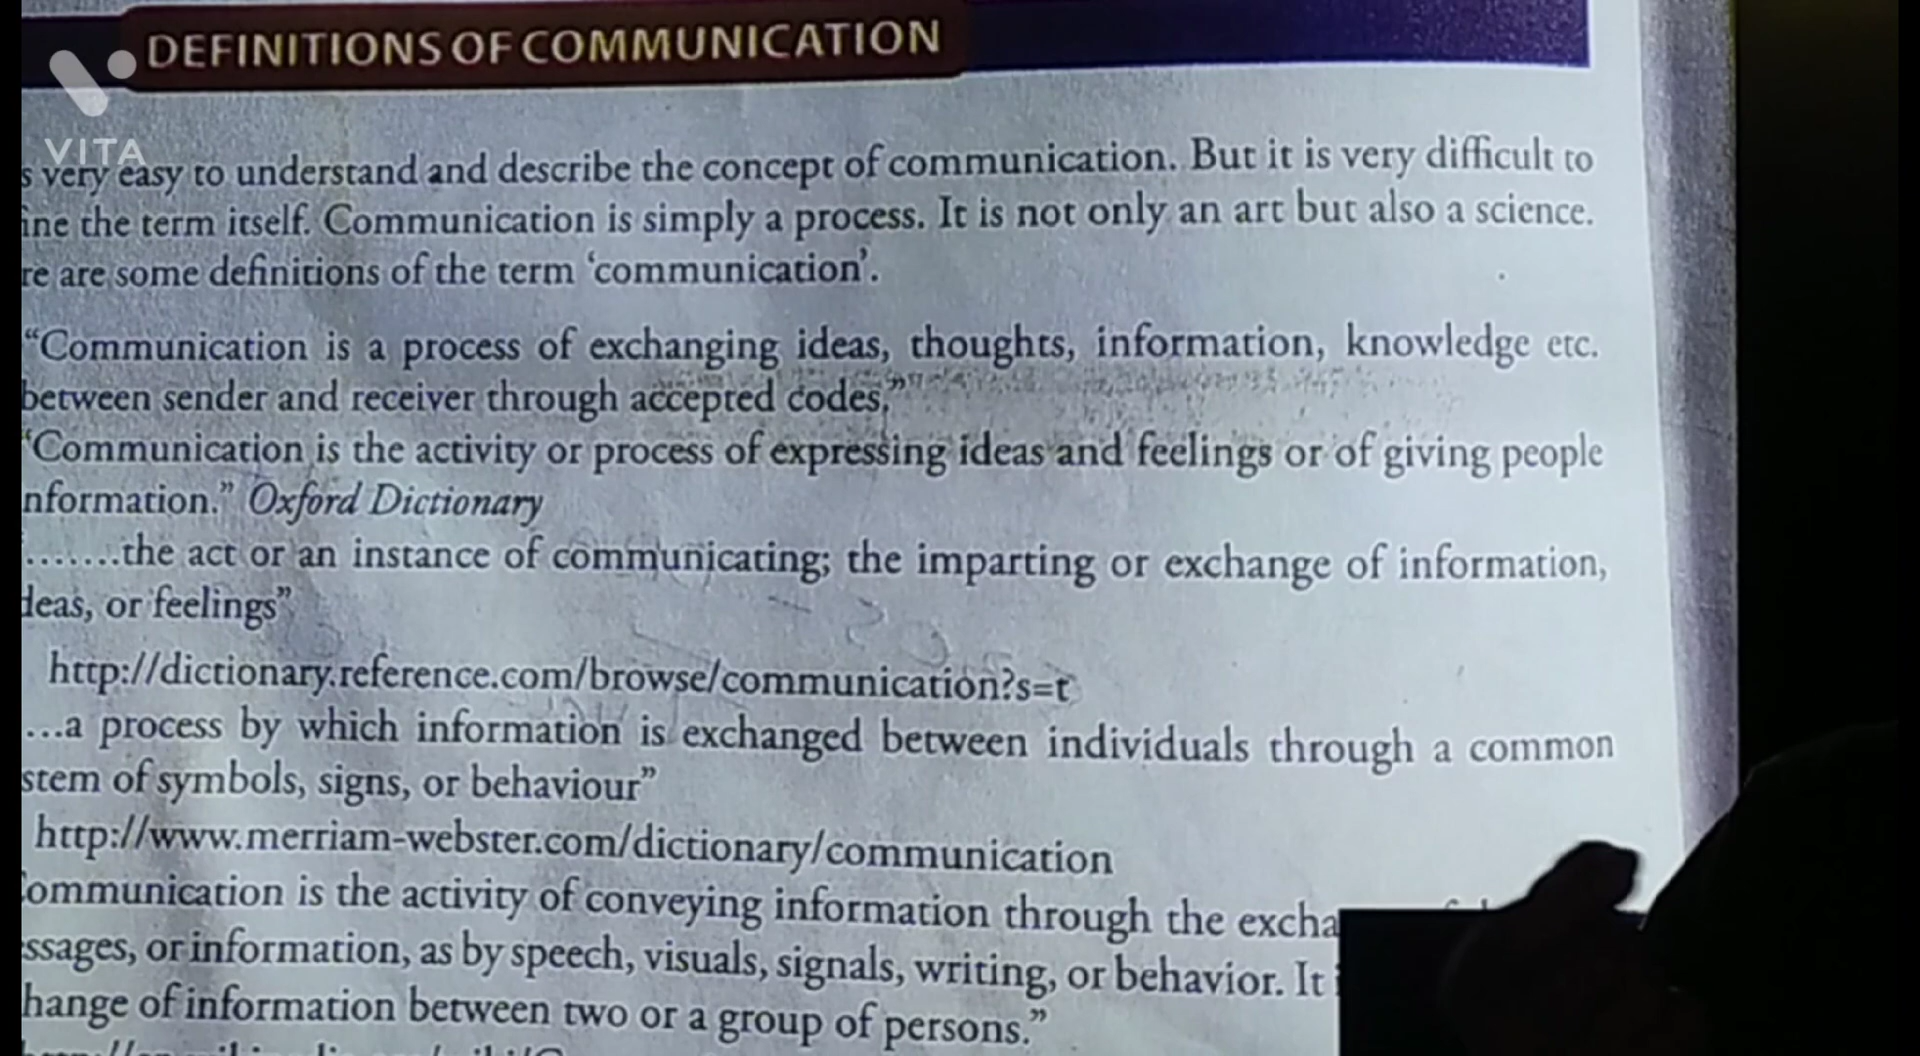 DEFINITIONS OF COMMUNICATION
VITA
s very easy to understand and describe the concept of communication. But it is very difficult to
ine the term itself. Communication is simply a process. It is not only an art but also a science.
re are some definitions of the term ‘communication’.
“Communication is a process of exchanging ideas, thoughts, information, knowledge etc.
between sender and receiver through accepted codes,”
“Communication is the activity or process of expressing ideas and feelings or of giving people
nformation.” Oxford Dictionary
.......the act or an instance of communicating; the imparting or exchange of information,
deas, or feelings”
http://dictionary.reference.com/browse/communication?s=t
...a process by which information is exchanged between individuals through a common
stem of symbols, signs, or behaviour”
http://www.merriam-webster.com/dictionary/communication
ommunication is the activity of conveying information through the excha
ssages, or information, as by speech, visuals, signals, writing, or behavior. It
hange of information between two or a group of persons.”